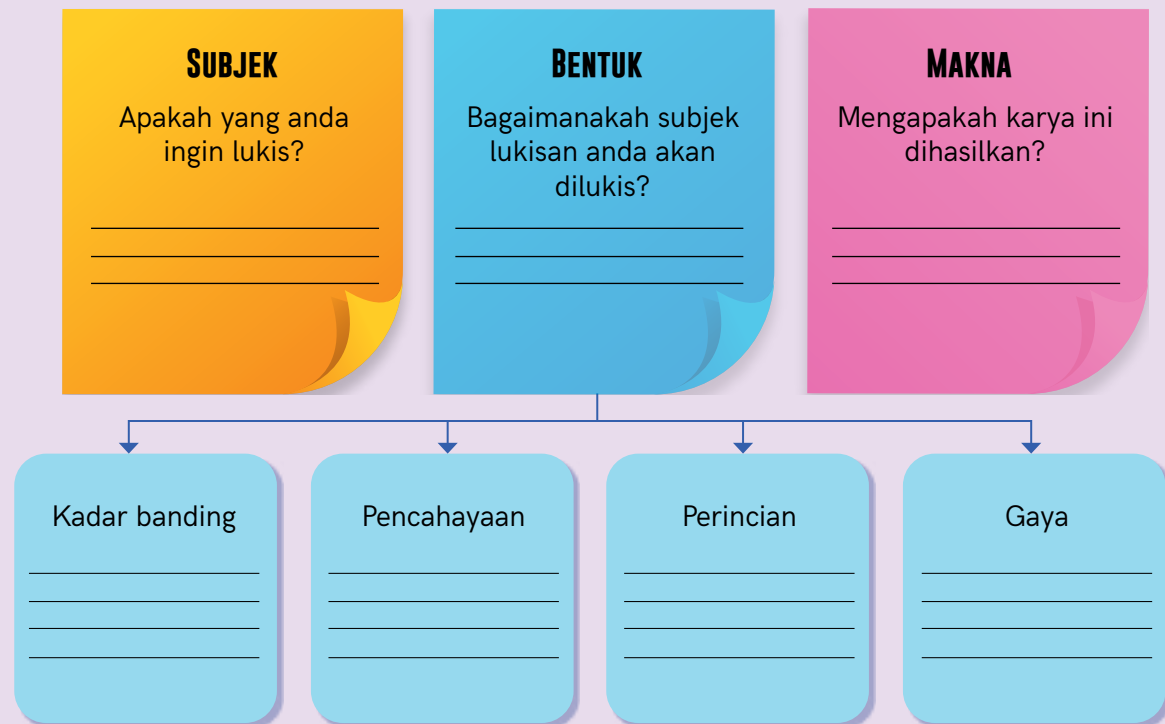 SUBJEK
Apakah yang anda
ingin lukis?
BENTUK
Bagaimanakah subjek
lukisan anda akan
dilukis?
MAKNA
Mengapakah karya ini
dihasilkan?
Kadar banding
Pencahayaan
Perincian
Gaya